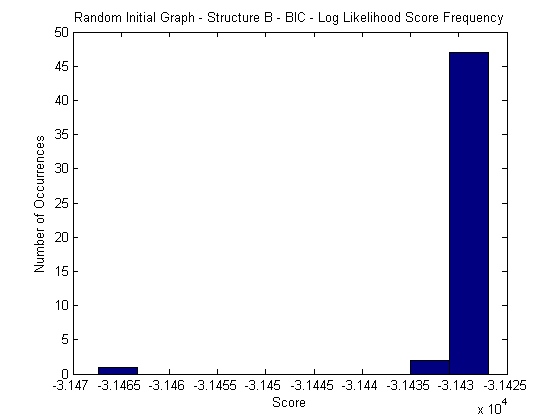 Random Initial Graph - Structure B - BIC - Log Likelihood Score Frequency
50
45
40
35
30
25
20
15
10
5
0
Number of Occurrences
-3.147 -3.1465 -3.146 -3.1455 -3.145 -3.1445 -3.144 -3.1435 -3.143 -3.1425
Score
x 10^4